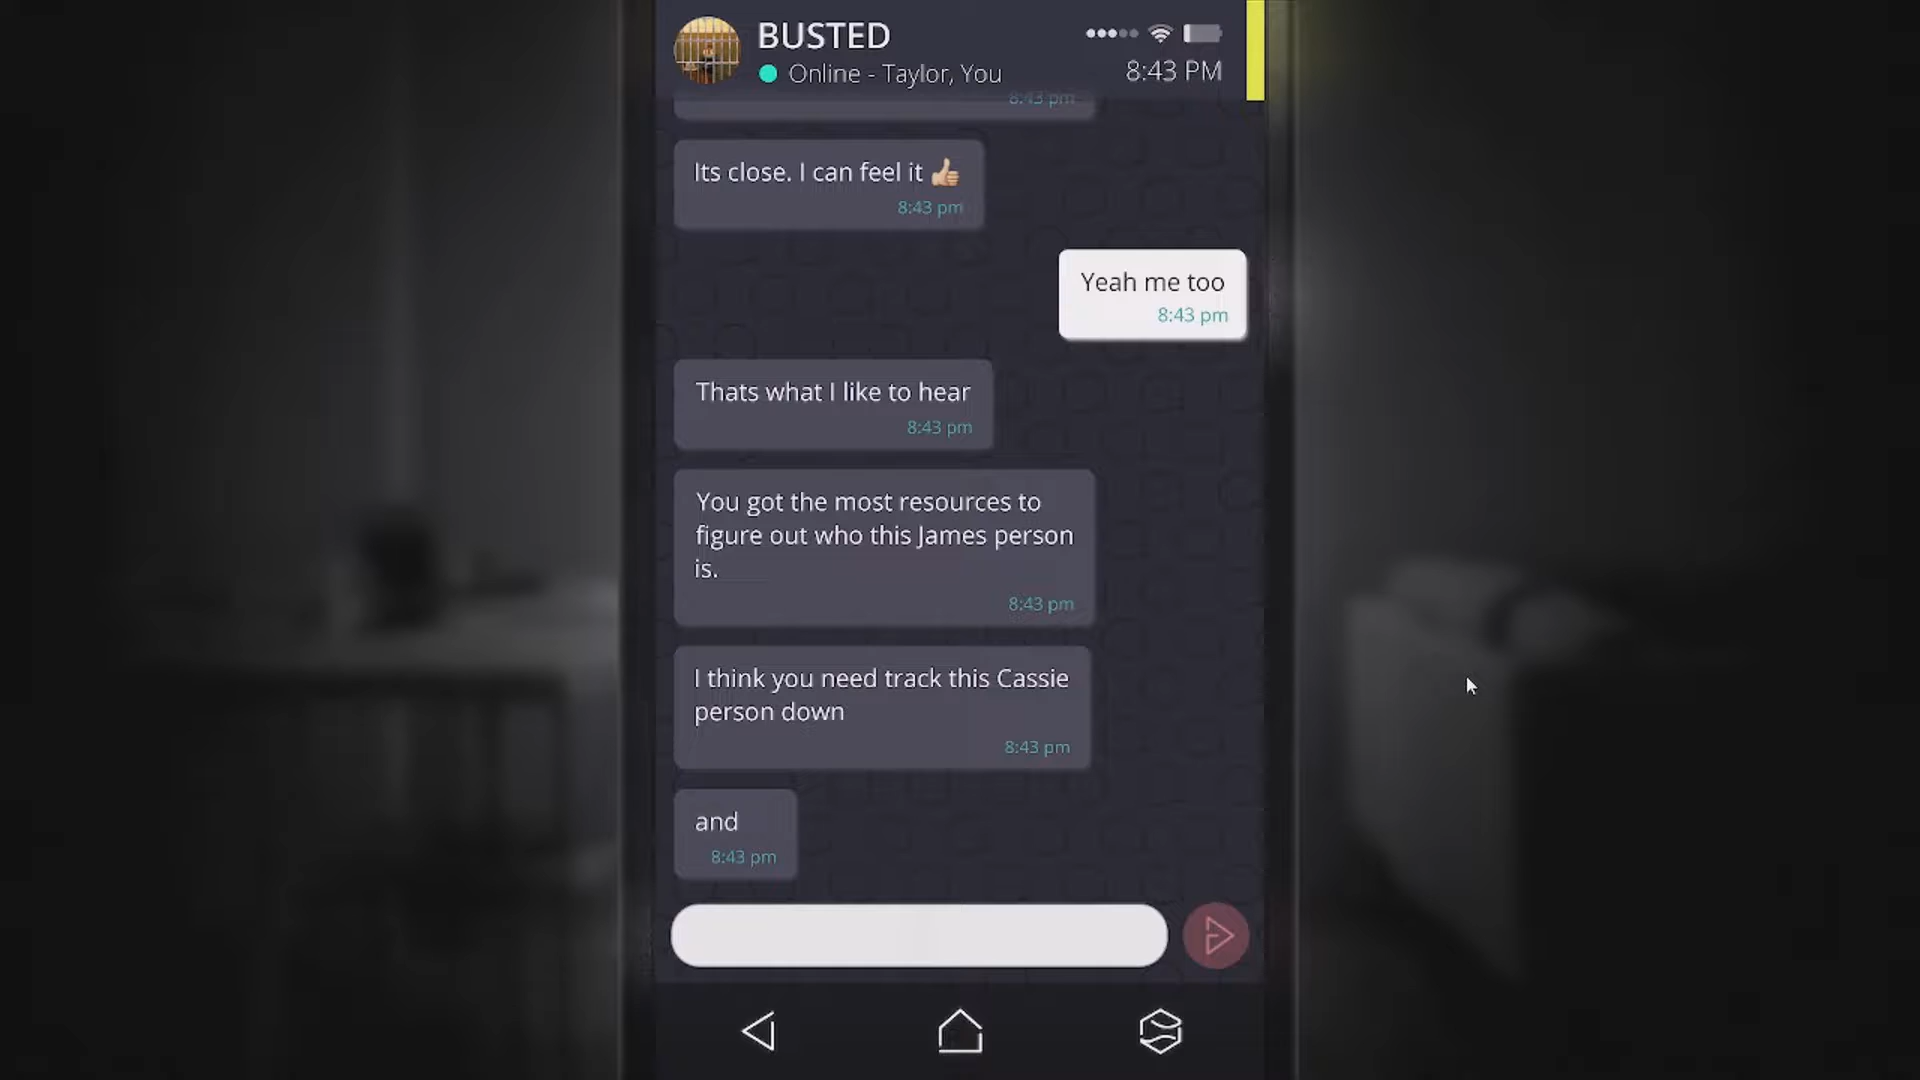 BUSTED
Online - Taylor, You
8:43 PM
8:43 pm
Its close. I can feel it 👍🏼
8:43 pm
Yeah me too
8:43 pm
Thats what I like to hear
8:43 pm
You got the most resources to
figure out who this James person
is.
8:43 pm
I think you need track this Cassie
person down
8:43 pm
and
8:43 pm